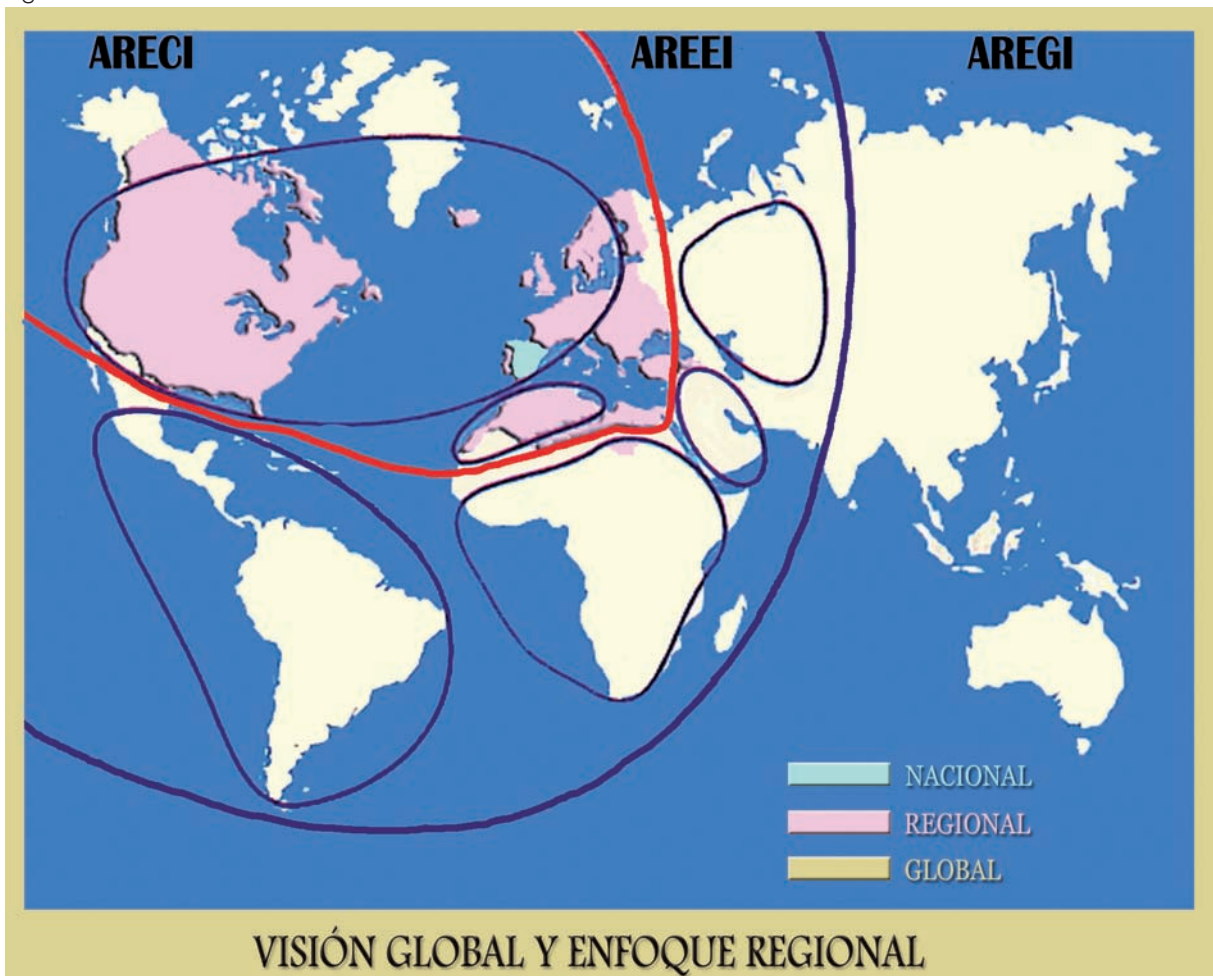 ARECI AREEI AREGI
NACIONAL
REGIONAL
GLOBAL
VISIÓN GLOBAL Y ENFOQUE REGIONAL